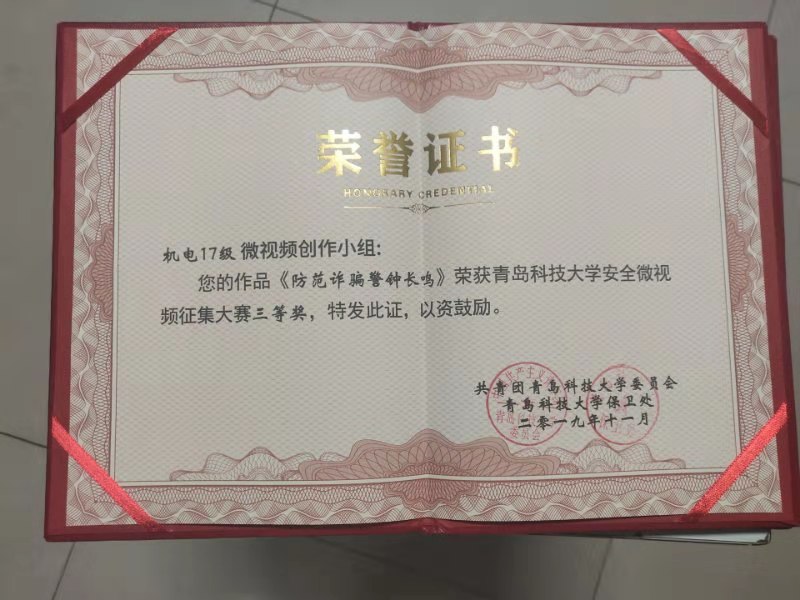 荣誉证书
HONORARY CREDENTIAL
机电17级 微视频创作小组:
您的作品《防范诈骗警钟长鸣》荣获青岛科技大学安全微视
频征集大赛三等奖，特发此证，以资鼓励。
共青团青岛科技大学委员会
青岛科技大学保卫处
二零一九年十一月